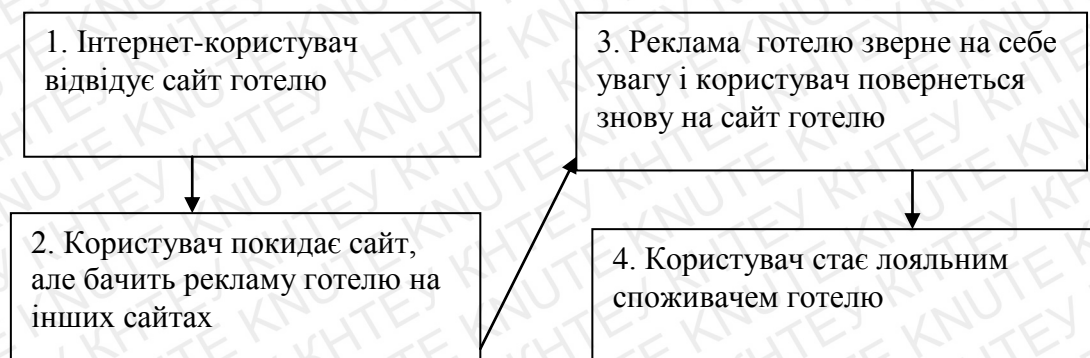 1. Інтернет-користувач
відвідує сайт готелю
2. Користувач покидає сайт,
але бачить рекламу готелю на
інших сайтах
3. Реклама  готелю зверне на себе
увагу і користувач повернеться
знову на сайт готелю
4. Користувач стає лояльним
споживачем готелю